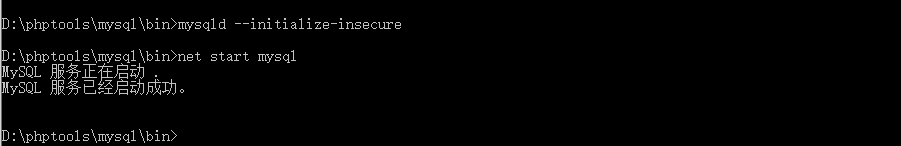 D:\phptools\mysql\bin>mysqld --initialize-insecure
D:\phptools\mysql\bin>net start mysql
MySQL 服务正在启动 .
MySQL 服务已经启动成功。
D:\phptools\mysql\bin>